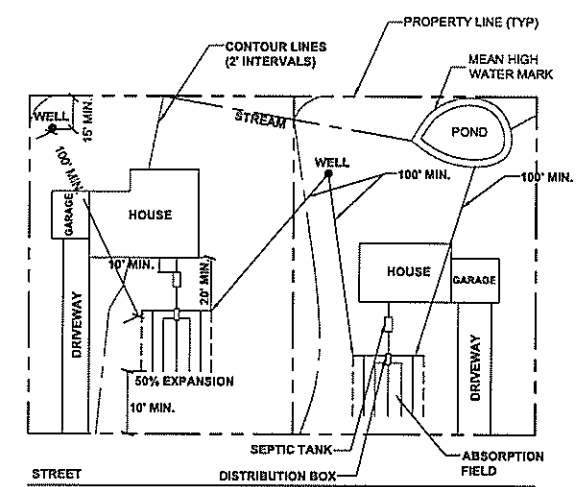 PROPERTY LINE (TYP)
CONTOUR LINES
(2' INTERVALS)
MEAN HIGH
WATER MARK
WELL
15' MIN.
STREAM
POND
100' MIN.
WELL
100' MIN.
100' MIN.
GARAGE
HOUSE
HOUSE
GARAGE
10' MIN.
20' MIN.
DRIVEWAY
DRIVEWAY
50% EXPANSION
10' MIN.
SEPTIC TANK
ABSORPTION
FIELD
STREET
DISTRIBUTION BOX